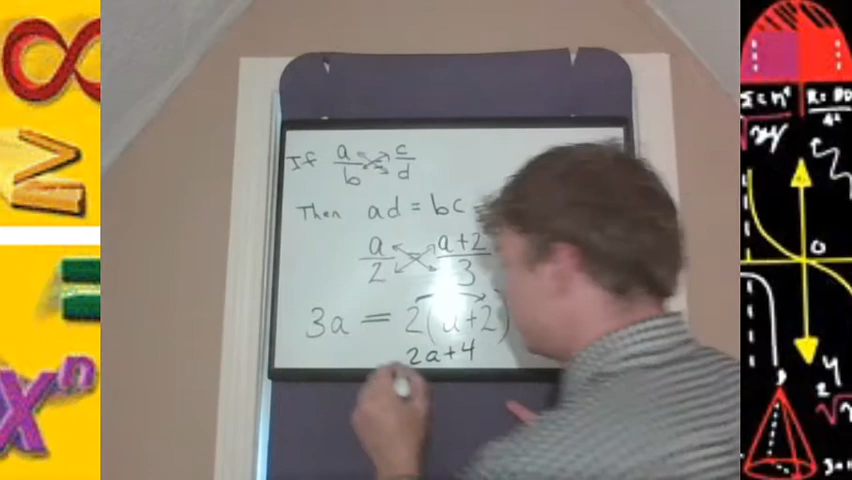 If a/b c/d
Then ad = bc
a/2 a+2/3
3a = 2(a+2)
2a+4